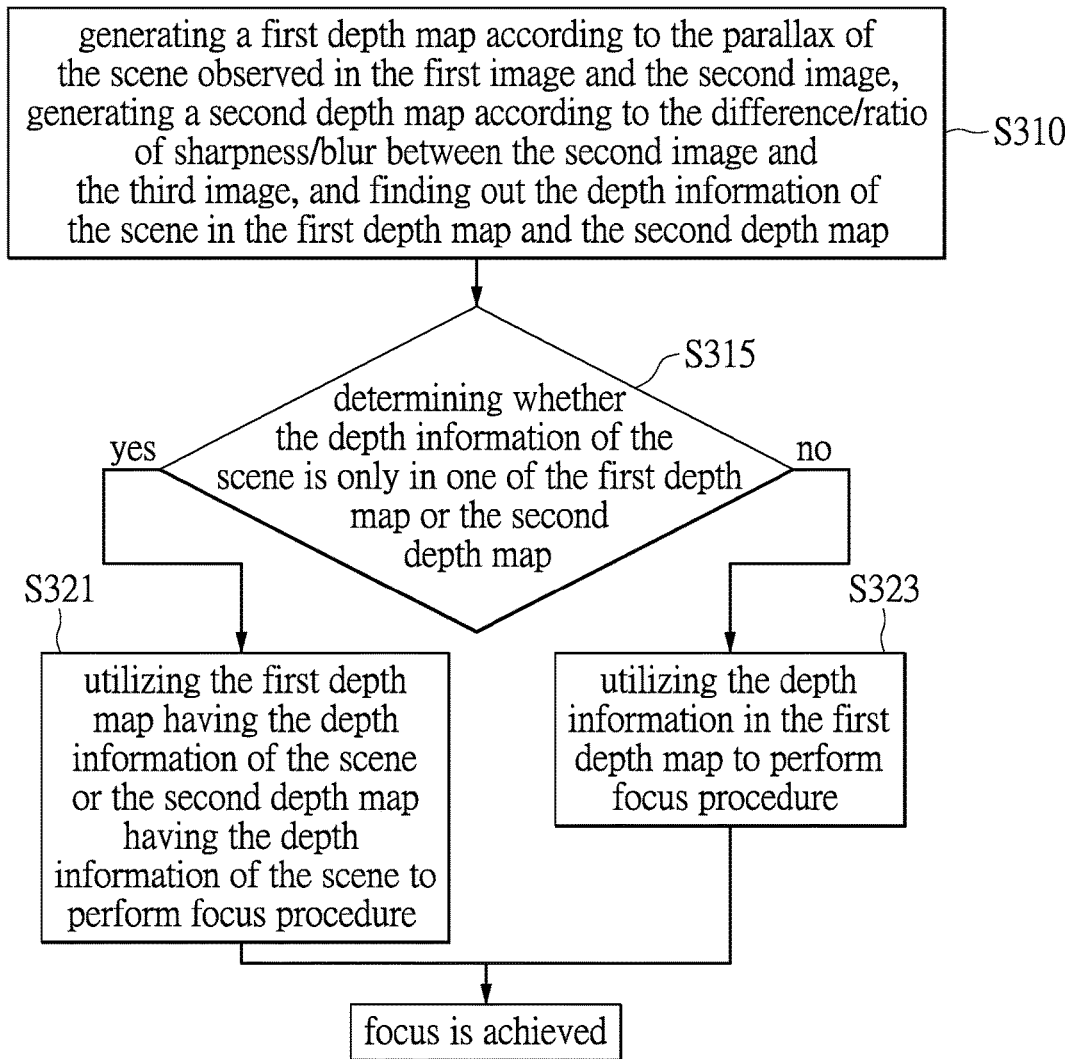 generating a first depth map according to the parallax of
the scene observed in the first image and the second image,
generating a second depth map according to the difference/ratio
of sharpness/blur between the second image and
the third image, and finding out the depth information of
the scene in the first depth map and the second depth map
S310
S315
determining whether
the depth information of the
scene is only in one of the first depth
map or the second
depth map
yes
no
S321
S323
utilizing the first depth
map having the depth
information of the scene
or the second depth map
having the depth
information of the scene to
perform focus procedure
utilizing the depth
information in the first
depth map to perform
focus procedure
focus is achieved